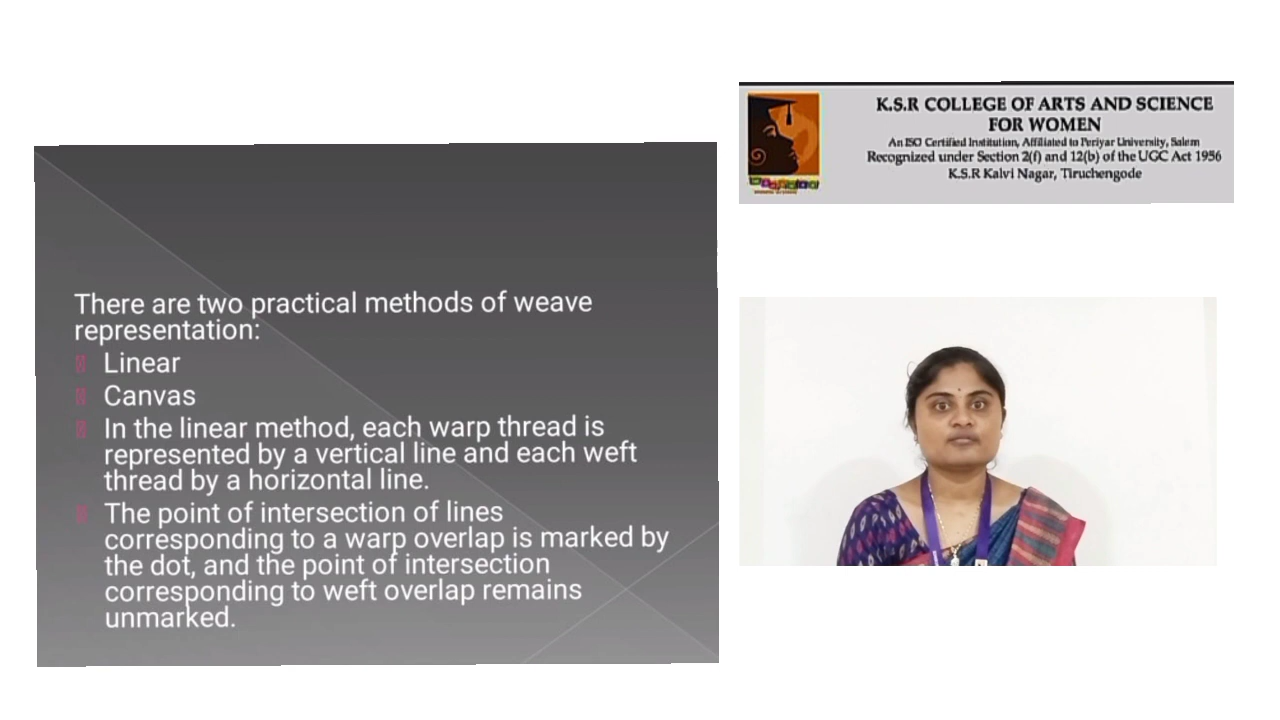 There are two practical methods of weave
representation:
Linear
Canvas
In the linear method, each warp thread is
represented by a vertical line and each weft
thread by a horizontal line.
The point of intersection of lines
corresponding to a warp overlap is marked by
the dot, and the point of intersection
corresponding to weft overlap remains
unmarked.
K.S.R COLLEGE OF ARTS AND SCIENCE
FOR WOMEN
An ISO Certified Institution, Affiliated to Periyar University, Salem
Recognized under Section 2(f) and 12(b) of the UGC Act 1956
K.S.R Kalvi Nagar, Tiruchengode